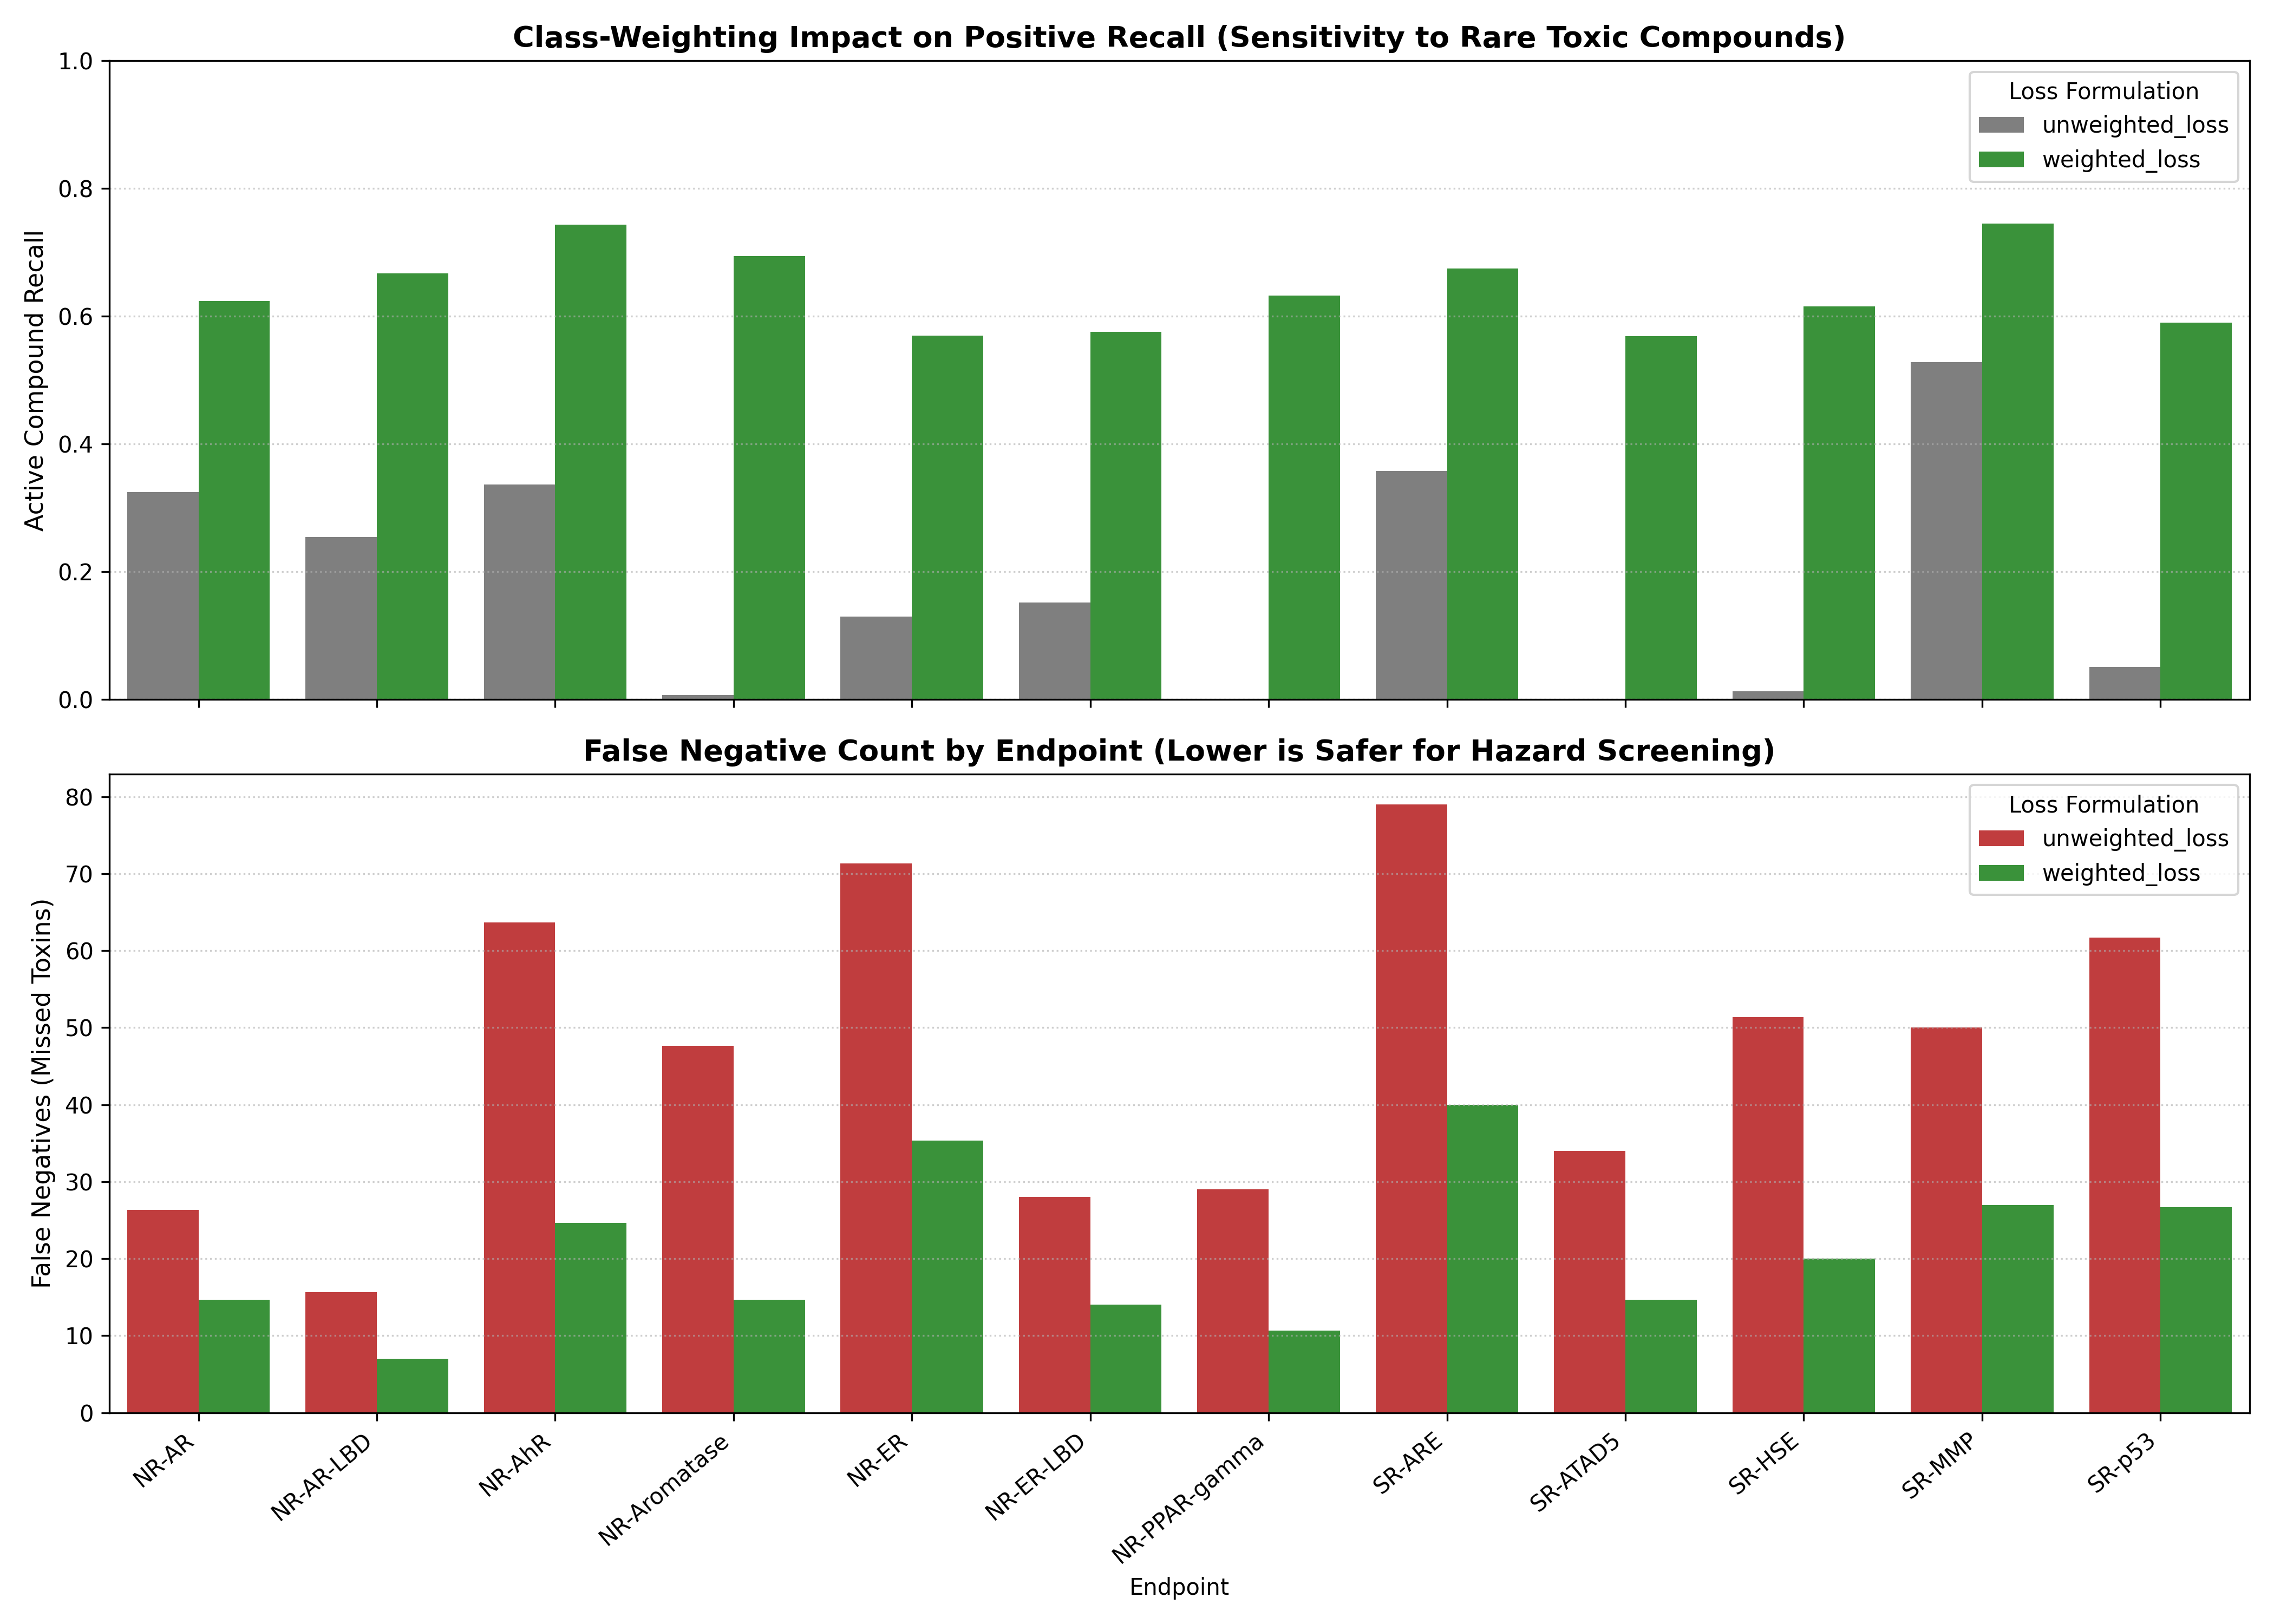 Class-Weighting Impact on Positive Recall (Sensitivity to Rare Toxic Compounds)
1.0
0.8
0.6
0.4
0.2
0.0
Active Compound Recall
Loss Formulation
unweighted_loss
weighted_loss
False Negative Count by Endpoint (Lower is Safer for Hazard Screening)
80
70
60
50
40
30
20
10
0
False Negatives (Missed Toxins)
Loss Formulation
unweighted_loss
weighted_loss
NR-AR
NR-AR-LBD
NR-AhR
NR-Aromatase
NR-ER
NR-ER-LBD
NR-PPAR-gamma
SR-ARE
SR-ATAD5
SR-HSE
SR-MMP
SR-p53
Endpoint